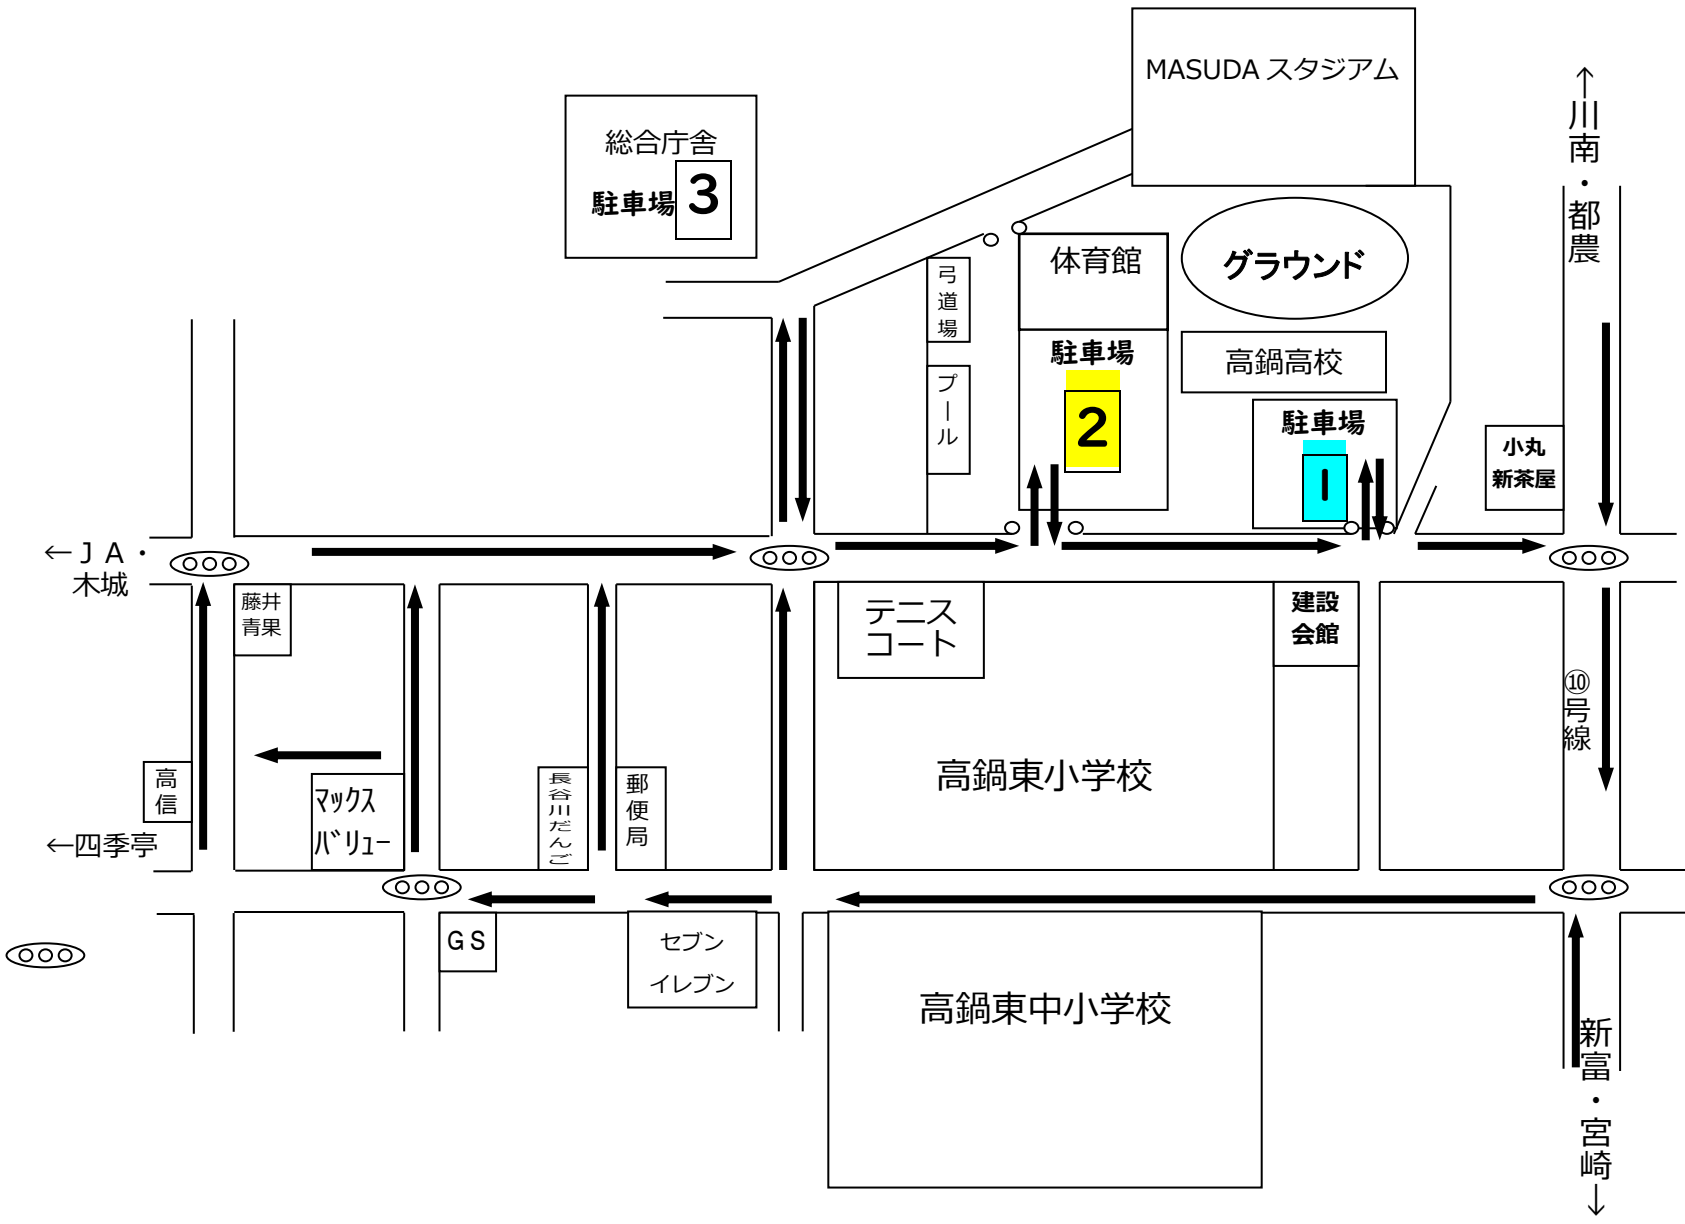 MASUDA スタジアム
↑川南・都農
総合庁舎
駐車場 3
体育館
グラウンド
弓道場
駐車場
2
高鍋高校
プール
駐車場
1
小丸
新茶屋
←ＪＡ・
木城
藤井
青果
テニス
コート
建設
会館
⑩号線
高信
マックス
バリュー
長谷川だんご
郵便局
高鍋東小学校
←四季亭
ＧＳ
セブン
イレブン
高鍋東中小学校
新富・宮崎→